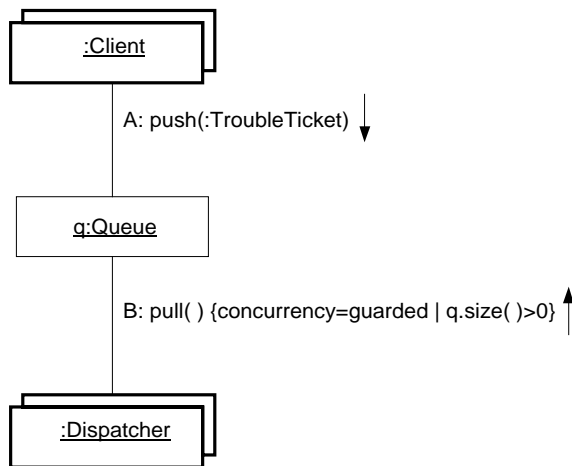 :Client
A: push(:TroubleTicket)
q:Queue
B: pull( ) {concurrency=guarded | q.size( )>0}
:Dispatcher